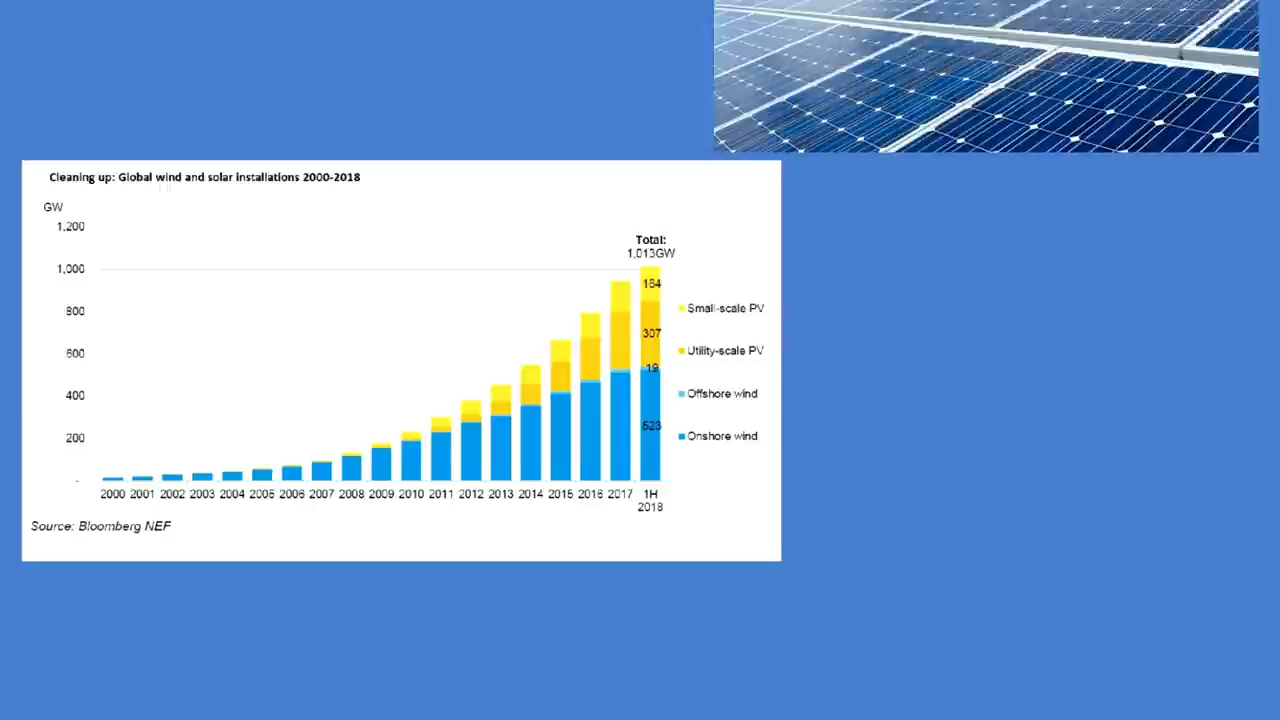 Cleaning up: Global wind and solar installations 2000-2018
GW
1,200
Total:
1,013GW
1,000
164
Small-scale PV
800
307
Utility-scale PV
600
19
Offshore wind
400
523
Onshore wind
200
-
2000 2001 2002 2003 2004 2005 2006 2007 2008 2009 2010 2011 2012 2013 2014 2015 2016 2017 1H
2018
Source: Bloomberg NEF